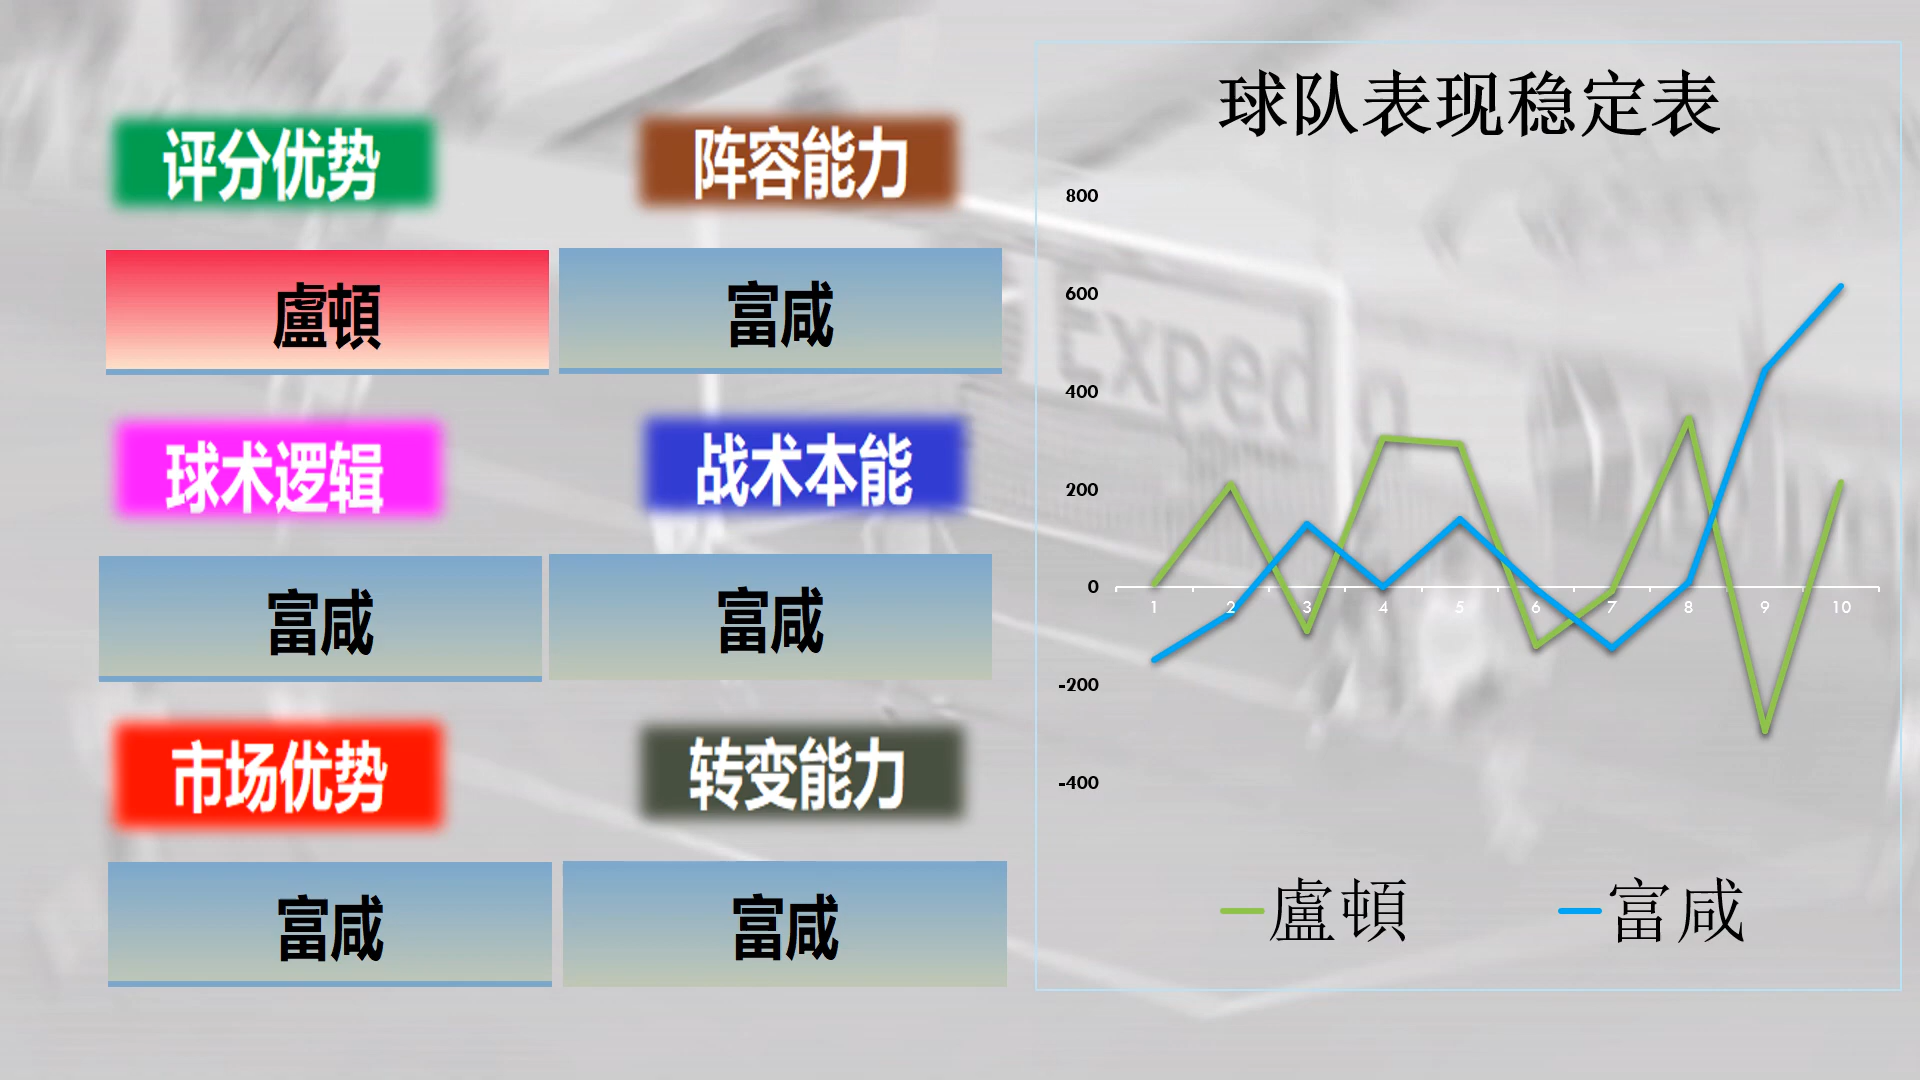 评分优势
阵容能力
盧頓
富咸
球术逻辑
战术本能
富咸
富咸
市场优势
转变能力
富咸
富咸
球队表现稳定表
800
600
400
200
0
-200
-400
1 2 3 4 5 6 7 8 9 10
盧頓 富咸
Exped